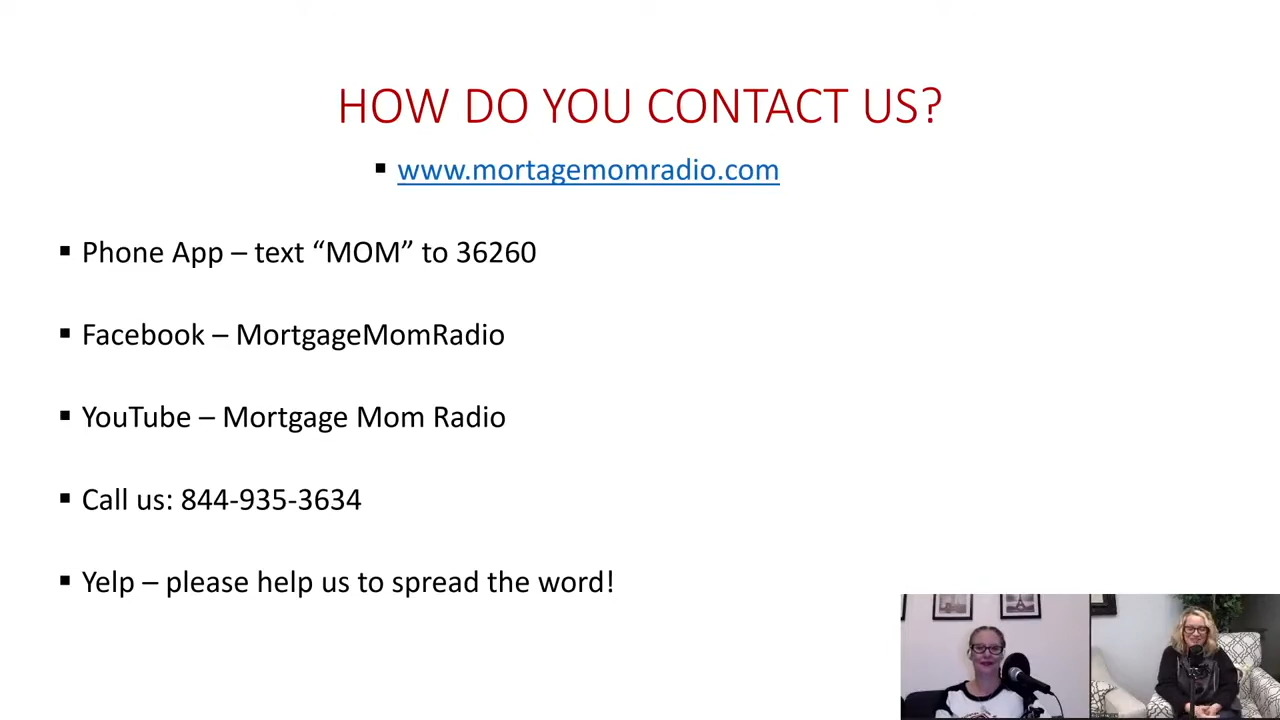 HOW DO YOU CONTACT US?
▪ www.mortagemomradio.com
▪ Phone App – text “MOM” to 36260
▪ Facebook – MortgageMomRadio
▪ YouTube – Mortgage Mom Radio
▪ Call us: 844-935-3634
▪ Yelp – please help us to spread the word!